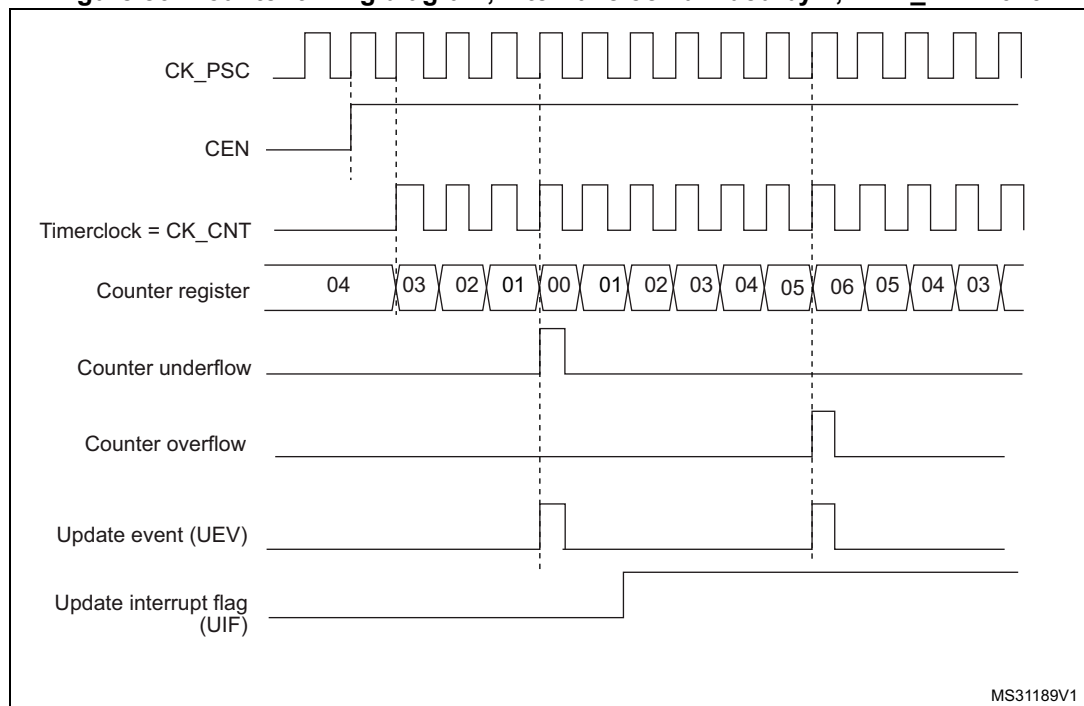 CK_PSC
CEN
Timerclock = CK_CNT
Counter register 04 03 02 01 00 01 02 03 04 05 06 05 04 03
Counter underflow
Counter overflow
Update event (UEV)
Update interrupt flag
(UIF)
MS31189V1